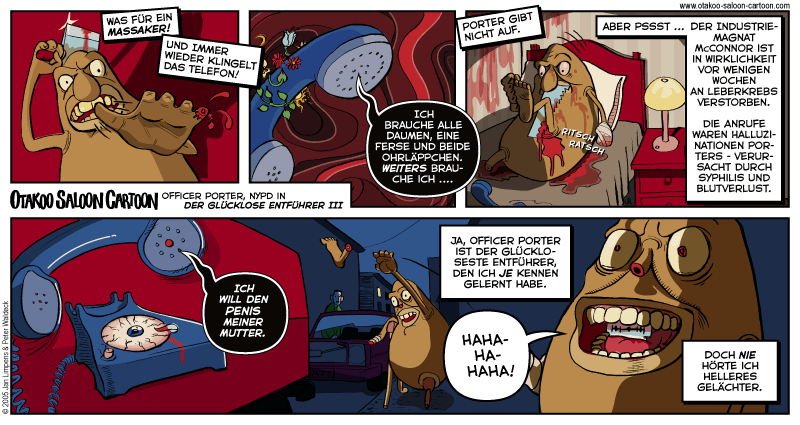 www.otakoo-saloon-cartoon.com
WAS FÜR EIN
MASSAKER!
UND IMMER
WIEDER KLINGELT
DAS TELEFON!
ICH
BRAUCHE ALLE
DAUMEN, EINE
FERSE UND BEIDE
OHRLÄPPCHEN.
WEITERS BRAU-
CHE ICH ....
PORTER GIBT
NICHT AUF.
RITSCH
RATSCH
ABER PSSST ... DER INDUSTRIE-
MAGNAT
McCONNOR IST
IN WIRKLICHKEIT
VOR WENIGEN
WOCHEN
AN LEBERKREBS
VERSTORBEN.
DIE ANRUFE
WAREN HALLUZI-
NATIONEN POR-
TERS - VERUR-
SACHT DURCH
SYPHILIS UND
BLUTVERLUST.
OTAKOO SALOON CARTOON
OFFICER PORTER, NYPD IN
DER GLÜCKLOSE ENTFÜHRER III
ICH
WILL DEN
PENIS
MEINER
MUTTER.
JA, OFFICER PORTER
IST DER GLÜCKLO-
SESTE ENTFÜHRER,
DEN ICH JE KENNEN
GELERNT HABE.
HAHA-
HA-
HAHA!
DOCH NIE
HÖRTE ICH
HELLERES
GELÄCHTER.
© 2005 Jan Limpens & Peter Waldeck